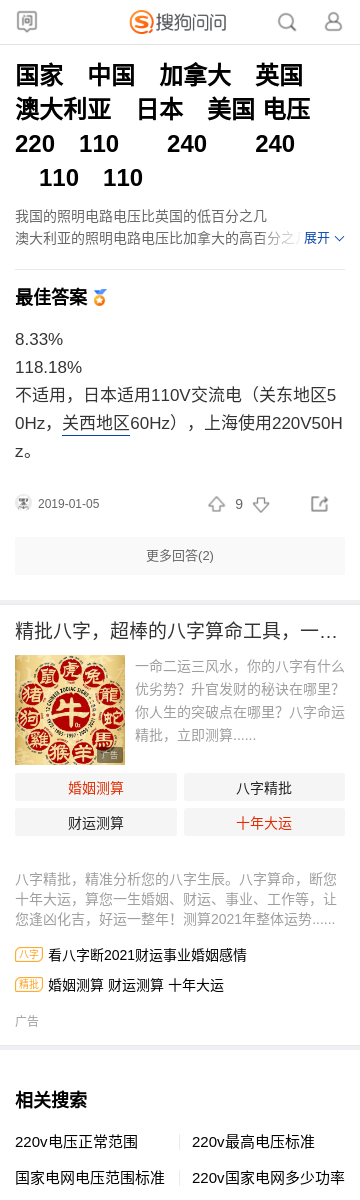 问
搜狗问问
国家　中国　加拿大　英国
澳大利亚　日本　美国 电压
220　110　　240　　240
　110　110
我国的照明电路电压比英国的低百分之几
澳大利亚的照明电路电压比加拿大的高百分之 展开
最佳答案
8.33%
118.18%
不适用，日本适用110V交流电（关东地区5
0Hz，关西地区60Hz），上海使用220V50H
z。
2019-01-05 9
更多回答(2)
精批八字，超棒的八字算命工具，一…
一命二运三风水，你的八字有什么
优劣势？升官发财的秘诀在哪里？
你人生的突破点在哪里？八字命运
精批，立即测算......
鼠 虎 兔 龍 蛇 馬 羊 猴 雞 狗 猪
牛
CHINESE ZODIAC SIGN
广告
婚姻测算 八字精批
财运测算 十年大运
八字精批，精准分析您的八字生辰。八字算命，断您
十年大运，算您一生婚姻、财运、事业、工作等，让
您逢凶化吉，好运一整年！测算2021年整体运势......
八字 看八字断2021财运事业婚姻感情
精批 婚姻测算 财运测算 十年大运
广告
相关搜索
220v电压正常范围 220v最高电压标准
国家电网电压范围标准 220v国家电网多少功率